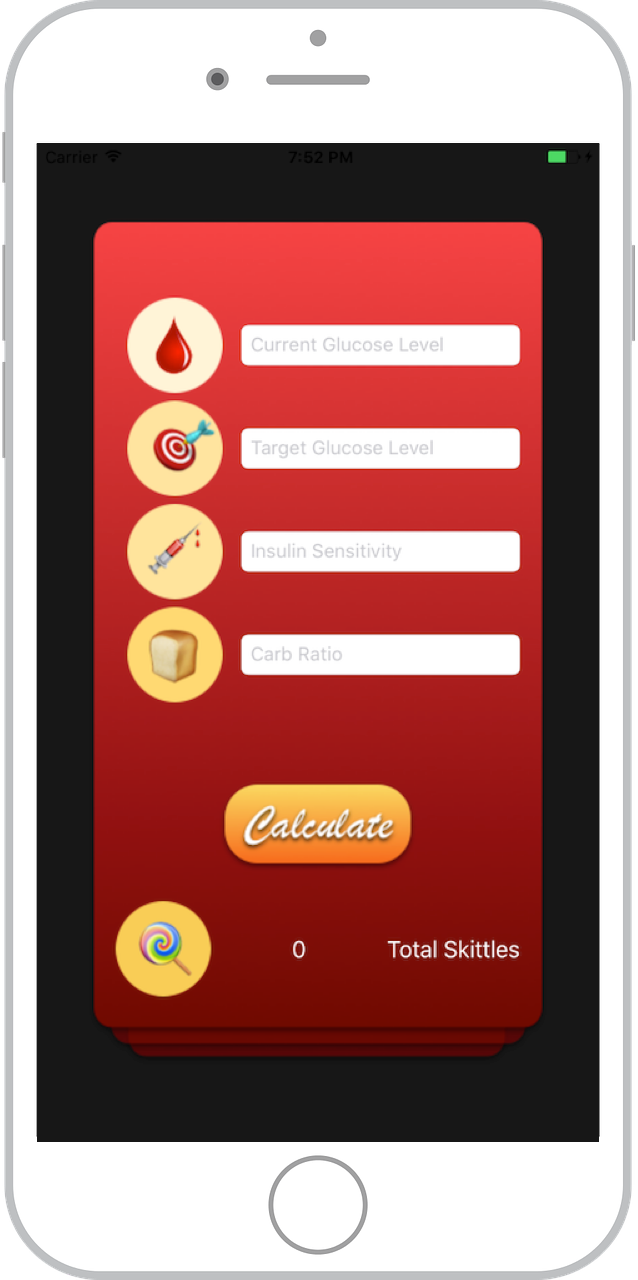 Carrier 7:52 PM
Current Glucose Level
Target Glucose Level
Insulin Sensitivity
Carb Ratio
Calculate
0 Total Skittles